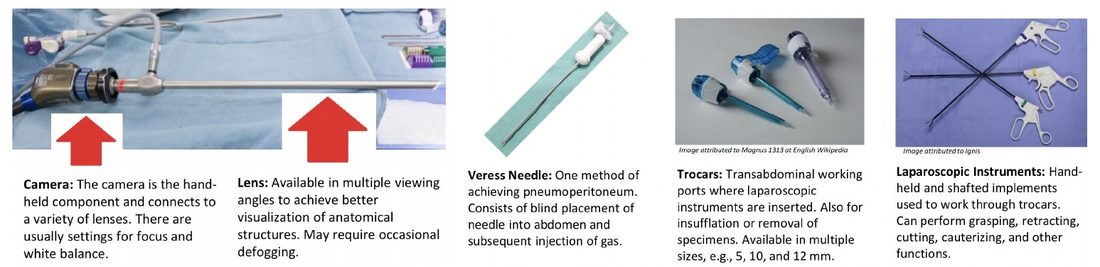 Camera: The camera is the hand-
held component and connects to
a variety of lenses. There are
usually settings for focus and
white balance.
Lens: Available in multiple viewing
angles to achieve better
visualization of anatomical
structures. May require occasional
defogging.
Veress Needle: One method of
achieving pneumoperitoneum.
Consists of blind placement of
needle into abdomen and
subsequent injection of gas.
Image attributed to Magnus 1313 at English Wikipedia
Trocars: Transabdominal working
ports where laparoscopic
instruments are inserted. Also for
insufflation or removal of
specimens. Available in multiple
sizes, e.g., 5, 10, and 12 mm.
Image attributed to Ignis
Laparoscopic Instruments: Hand-
held and shafted implements
used to work through trocars.
Can perform grasping, retracting,
cutting, cauterizing, and other
functions.